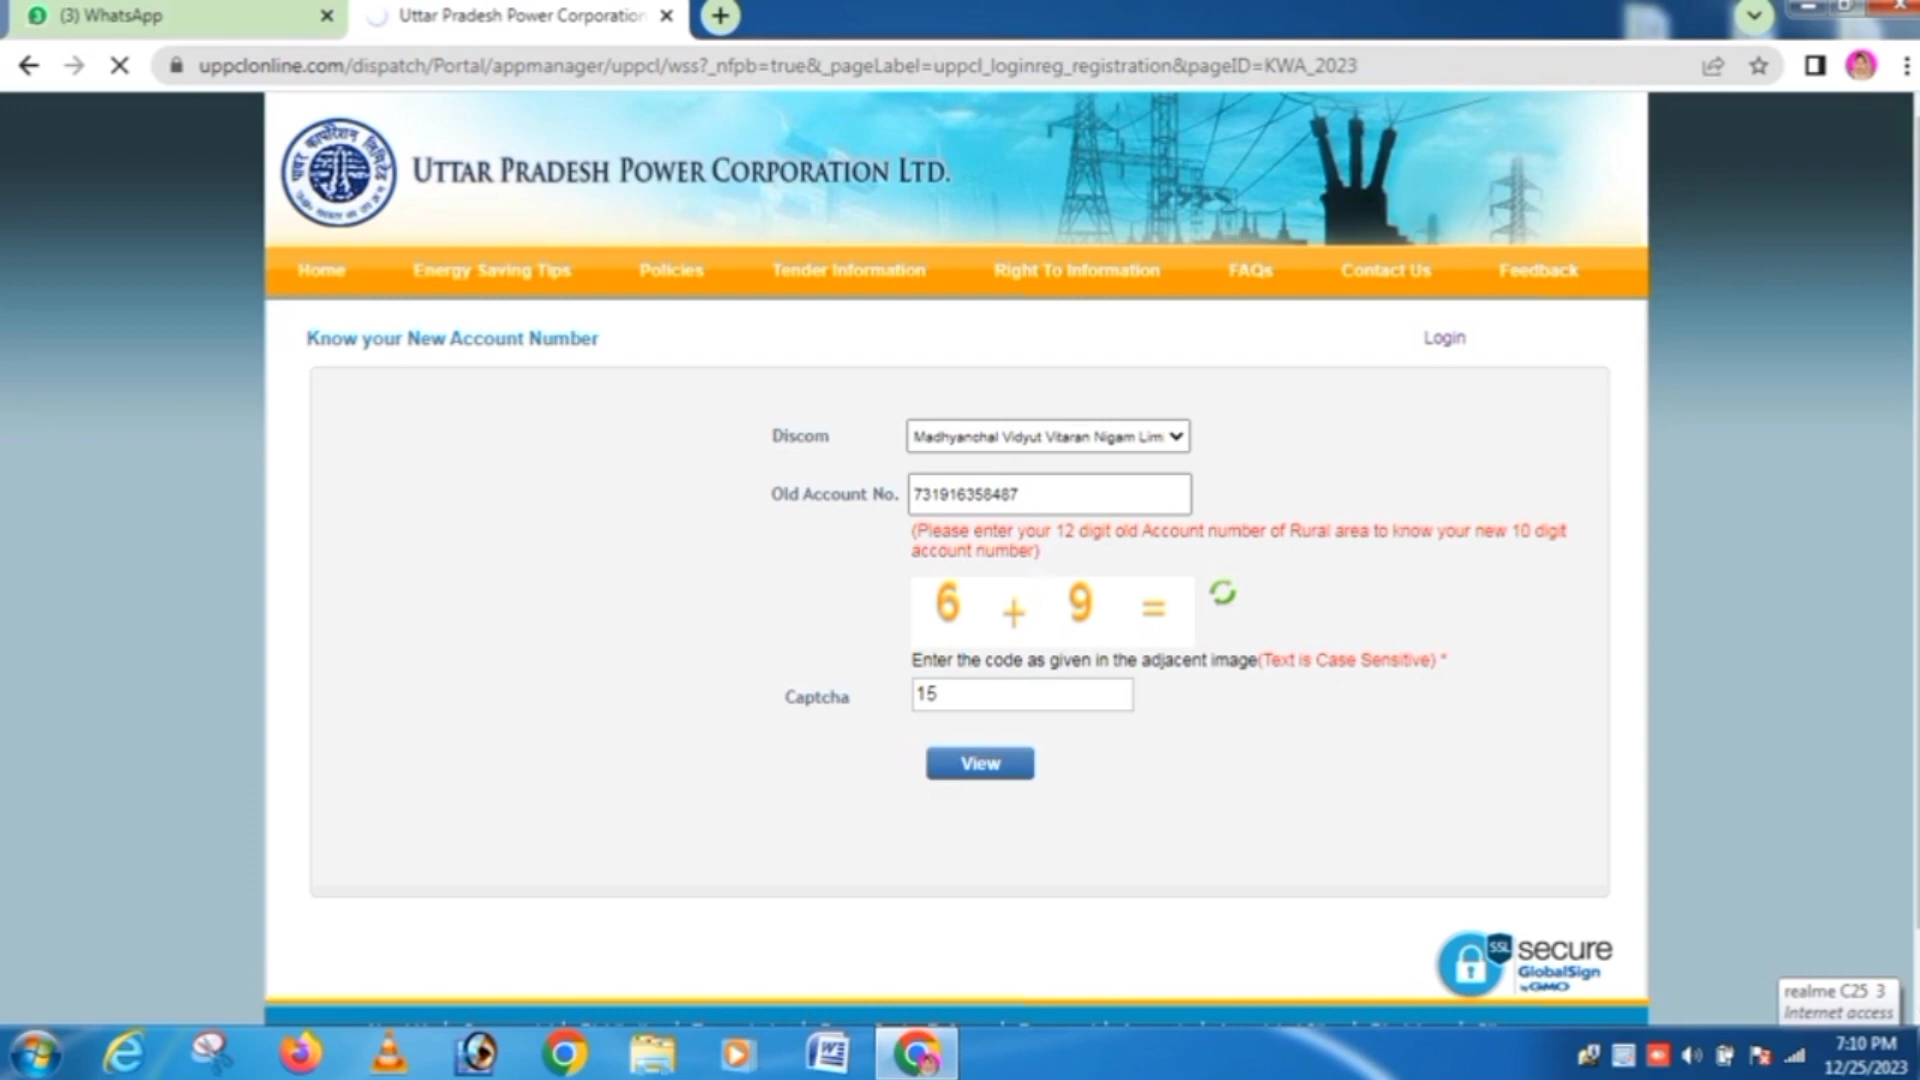 (3) WhatsApp
Uttar Pradesh Power Corporation
uppclonline.com/dispatch/Portal/appmanager/uppcl/wss?_nfpb=true&_pageLabel=uppcl_loginreg_registration&pageID=KWA_2023
UTTAR PRADESH POWER CORPORATION LTD.
Home Energy Saving Tips Policies Tender Information Right To Information FAQs Contact Us Feedback
Know your New Account Number Login
Discom Madhyanchal Vidyut Vitaran Nigam Lim
Old Account No. 731916358487
(Please enter your 12 digit old Account number of Rural area to know your new 10 digit
account number)
6 + 9 =
Enter the code as given in the adjacent image(Text is Case Sensitive) *
Captcha 15
View
SSL secure
GlobalSign
by GMO
realme C25 3
Internet access
7:10 PM
12/25/2023